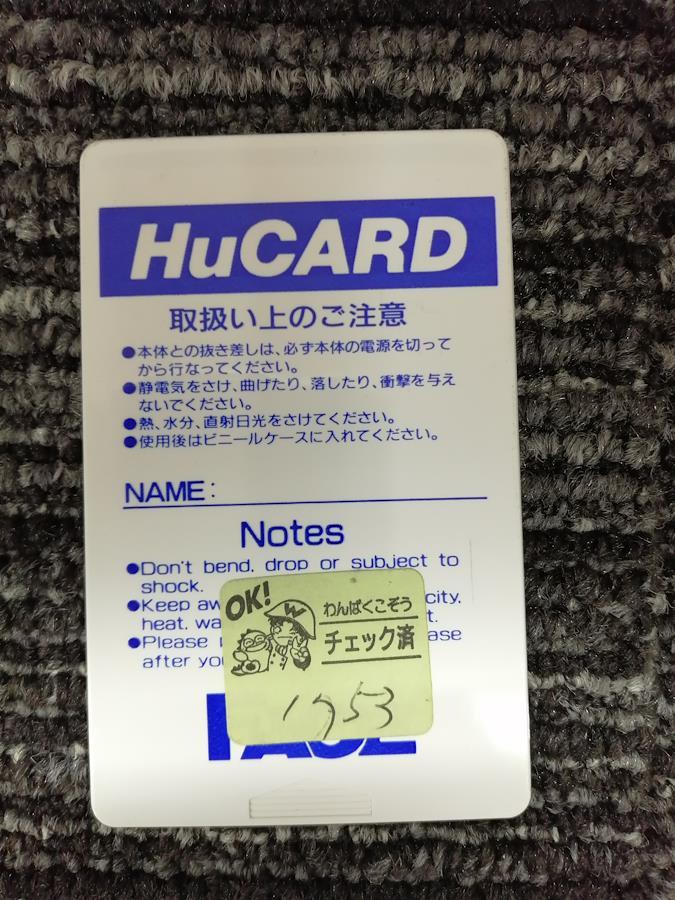 HuCARD
取扱い上のご注意
●本体との抜き差しは、必ず本体の電源を切って
から行なってください。
●静電気をさけ、曲げたり、落したり、衝撃を与え
ないでください。
●熱、水分、直射日光をさけてください。
●使用後はビニールケースに入れてください。
NAME:
Notes
●Don't bend, drop or subject to
shock.
●Keep
heat,
●Please
after
OK!
わんぱくこぞう
チェック済
1753